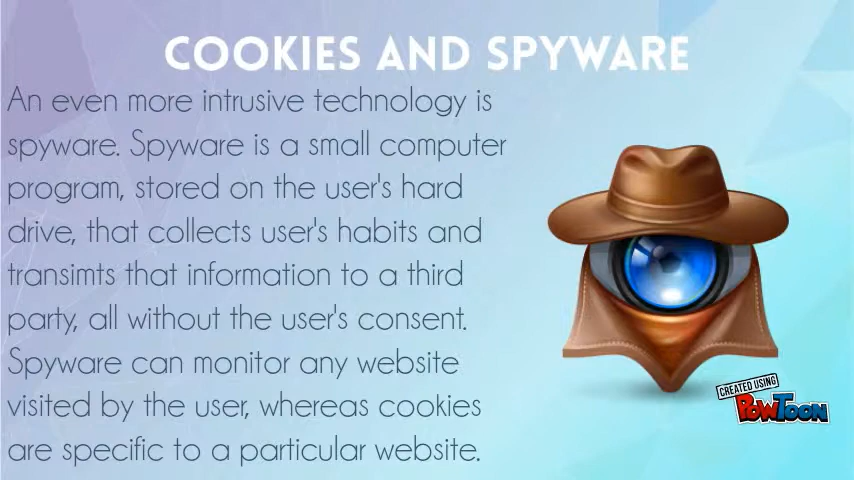 COOKIES AND SPYWARE
An even more intrusive technology is
spyware. Spyware is a small computer
program, stored on the user's hard
drive, that collects user's habits and
transimts that information to a third
party, all without the user's consent.
Spyware can monitor any website
visited by the user, whereas cookies
are specific to a particular website.
CREATED USING
POWTOON